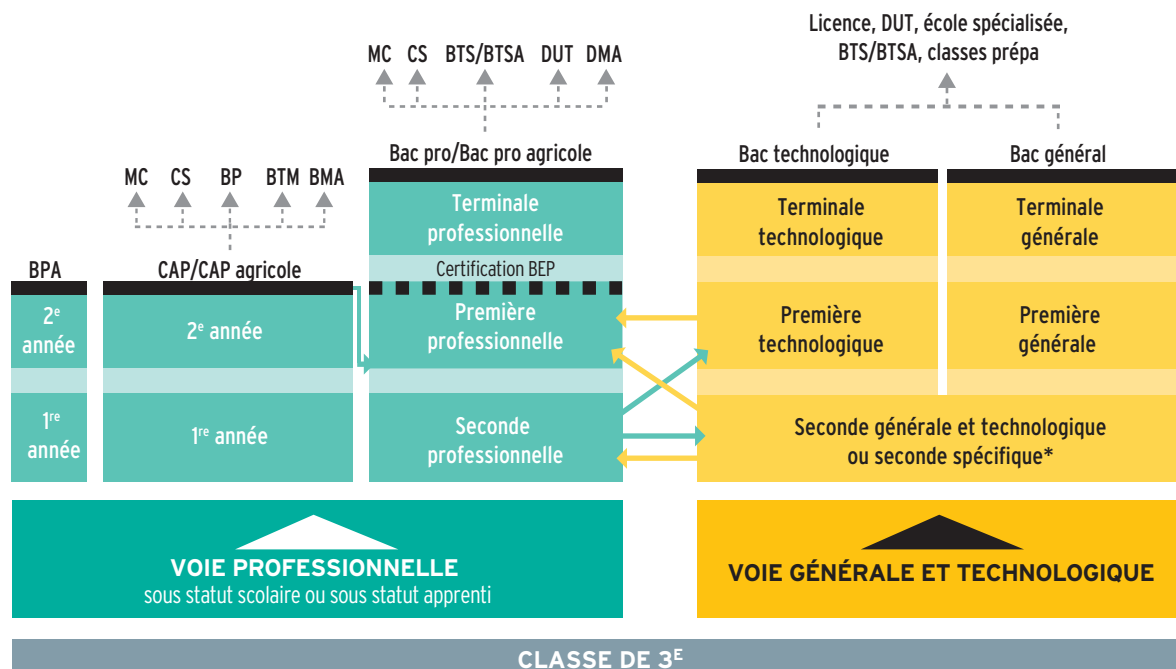 Licence, DUT, école spécialisée,
BTS/BTSA, classes prépa
MC CS BTS/BTSA DUT DMA
Bac pro/Bac pro agricole
Bac technologique
Bac général
MC CS BP BTM BMA
Terminale
professionnelle
Terminale
technologique
Terminale
générale
BPA
CAP/CAP agricole
Certification BEP
2e
année
2e année
Première
professionnelle
Première
technologique
Première
générale
1re
année
1re année
Seconde
professionnelle
Seconde générale et technologique
ou seconde spécifique*
VOIE PROFESSIONNELLE
sous statut scolaire ou sous statut apprenti
VOIE GÉNÉRALE ET TECHNOLOGIQUE
CLASSE DE 3E